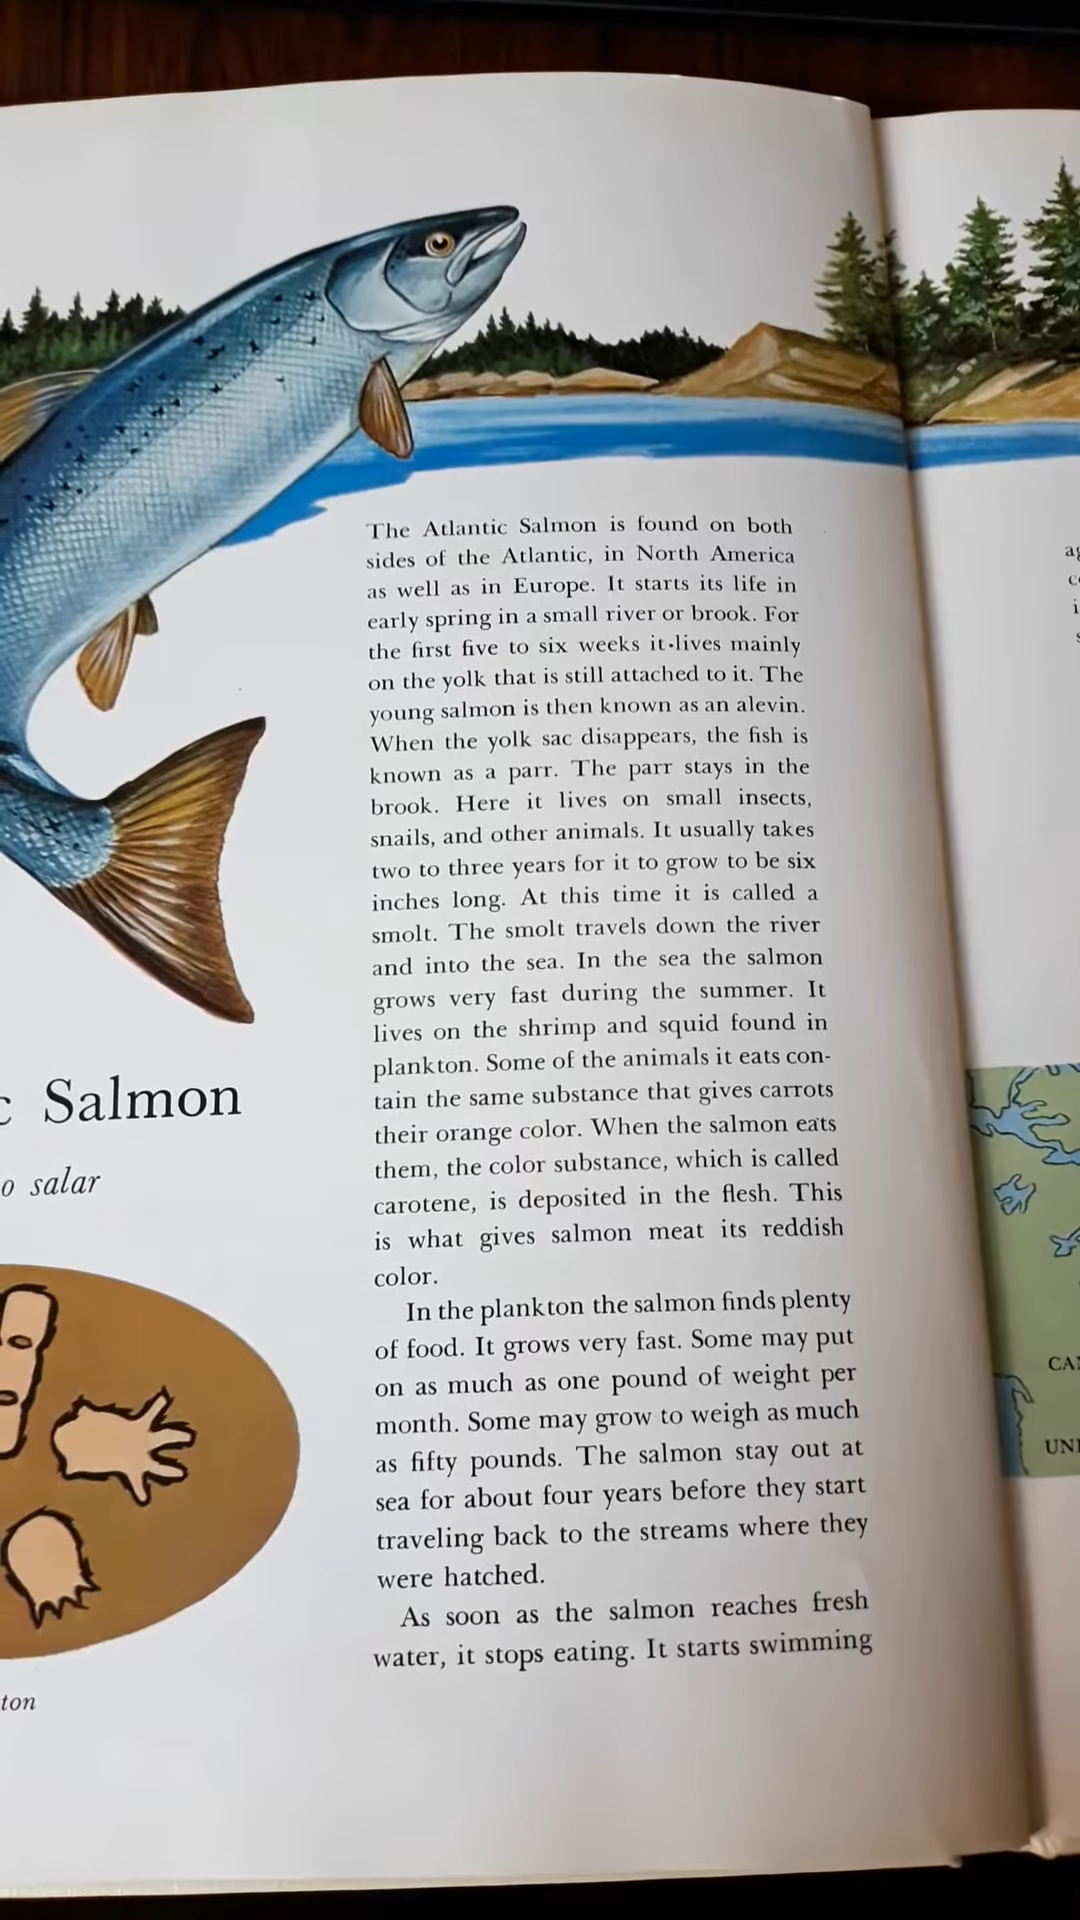 The Atlantic Salmon is found on both
sides of the Atlantic, in North America
as well as in Europe. It starts its life in
early spring in a small river or brook. For
the first five to six weeks it lives mainly
on the yolk that is still attached to it. The
young salmon is then known as an alevin.
When the yolk sac disappears, the fish is
known as a parr. The parr stays in the
brook. Here it lives on small insects,
snails, and other animals. It usually takes
two to three years for it to grow to be six
inches long. At this time it is called a
smolt. The smolt travels down the river
and into the sea. In the sea the salmon
grows very fast during the summer. It
lives on the shrimp and squid found in
plankton. Some of the animals it eats con-
tain the same substance that gives carrots
their orange color. When the salmon eats
them, the color substance, which is called
carotene, is deposited in the flesh. This
is what gives salmon meat its reddish
color.
In the plankton the salmon finds plenty
of food. It grows very fast. Some may put
on as much as one pound of weight per
month. Some may grow to weigh as much
as fifty pounds. The salmon stay out at
sea for about four years before they start
traveling back to the streams where they
were hatched.
As soon as the salmon reaches fresh
water, it stops eating. It starts swimming
c Salmon
o salar
ton
CA
UN